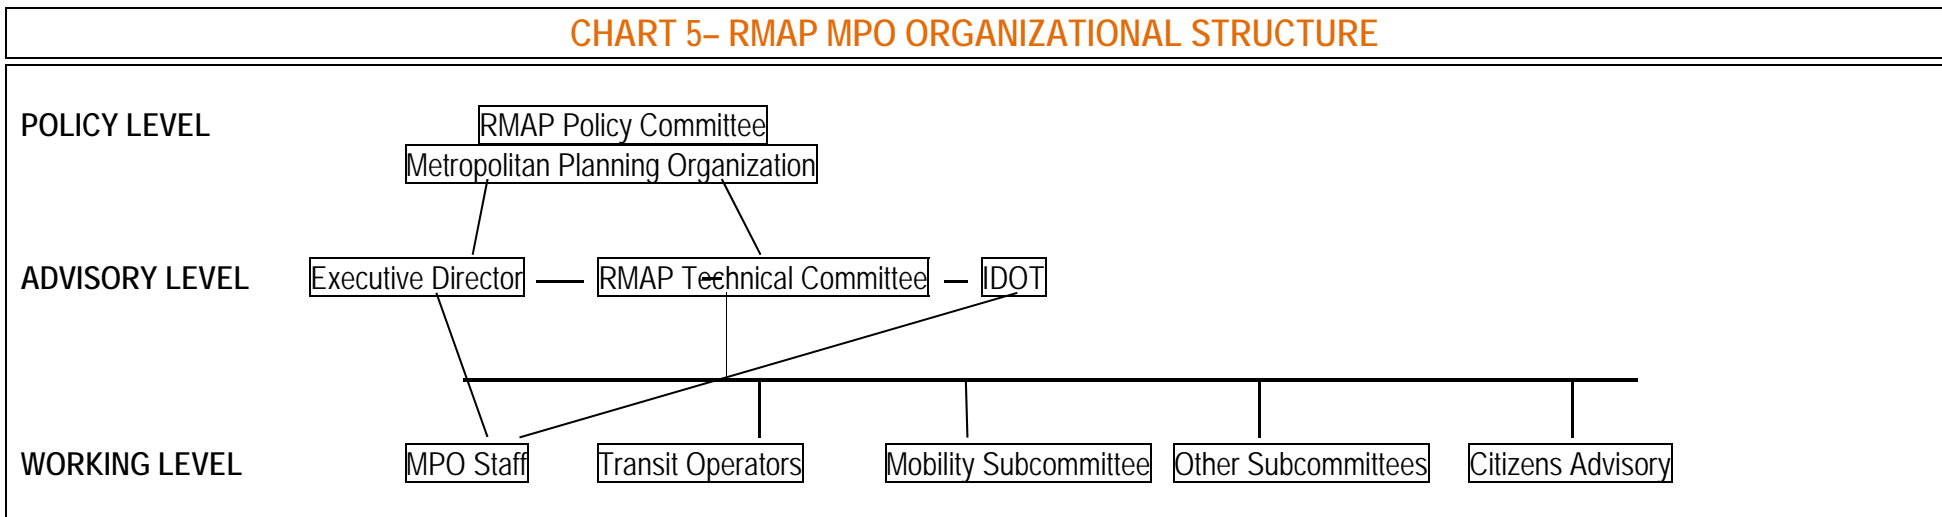 CHART 5– RMAP MPO ORGANIZATIONAL STRUCTURE
POLICY LEVEL RMAP Policy Committee
Metropolitan Planning Organization
ADVISORY LEVEL Executive Director RMAP Technical Committee IDOT
WORKING LEVEL MPO Staff Transit Operators Mobility Subcommittee Other Subcommittees Citizens Advisory